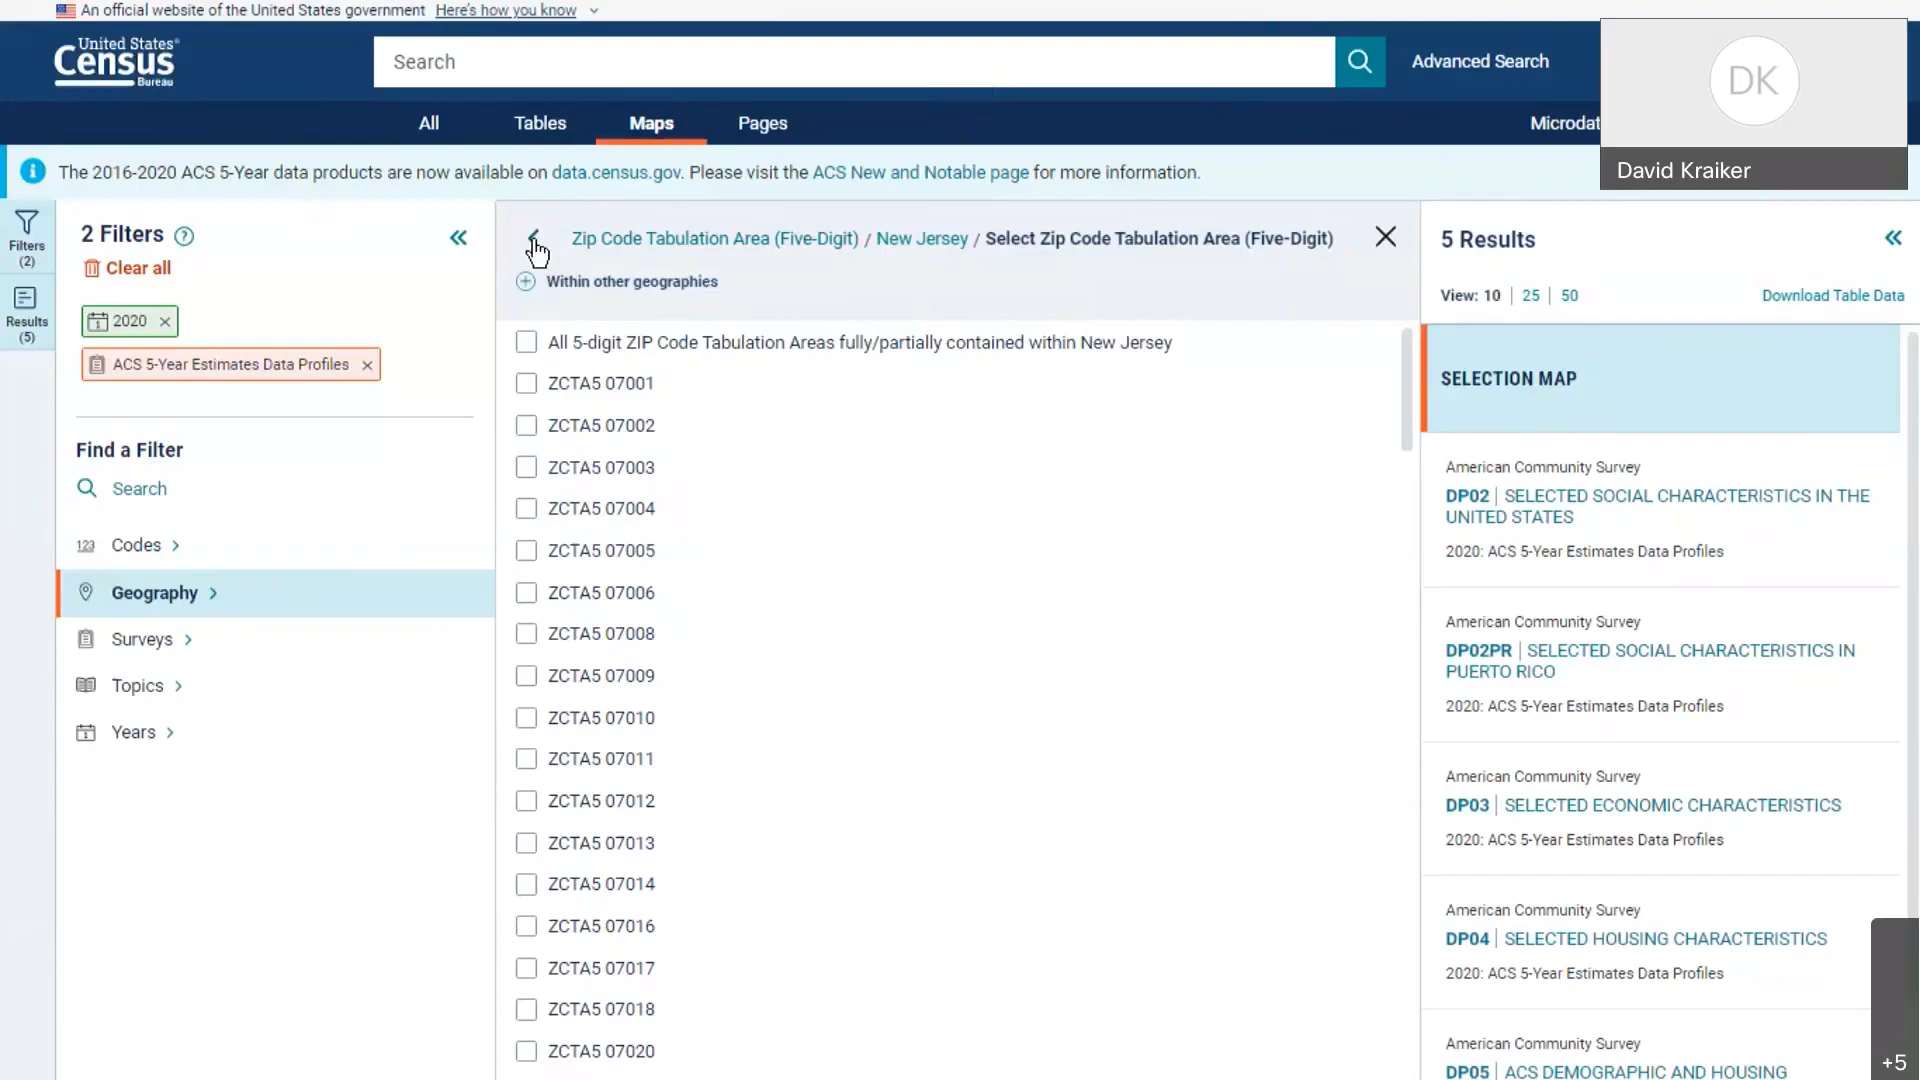 An official website of the United States government Here's how you know
United States®
Census
Bureau
Search
Advanced Search
All
Tables
Maps
Pages
Microdat
DK
David Kraiker
The 2016-2020 ACS 5-Year data products are now available on data.census.gov. Please visit the ACS New and Notable page for more information.
Filters
(2)
Results
(5)
2 Filters
Clear all
2020
ACS 5-Year Estimates Data Profiles
Find a Filter
Search
123 Codes
Geography
Surveys
Topics
Years
Zip Code Tabulation Area (Five-Digit) / New Jersey / Select Zip Code Tabulation Area (Five-Digit)
Within other geographies
All 5-digit ZIP Code Tabulation Areas fully/partially contained within New Jersey
ZCTA5 07001
ZCTA5 07002
ZCTA5 07003
ZCTA5 07004
ZCTA5 07005
ZCTA5 07006
ZCTA5 07008
ZCTA5 07009
ZCTA5 07010
ZCTA5 07011
ZCTA5 07012
ZCTA5 07013
ZCTA5 07014
ZCTA5 07016
ZCTA5 07017
ZCTA5 07018
ZCTA5 07020
5 Results
View: 10 | 25 | 50
Download Table Data
SELECTION MAP
American Community Survey
DP02 | SELECTED SOCIAL CHARACTERISTICS IN THE
UNITED STATES
2020: ACS 5-Year Estimates Data Profiles
American Community Survey
DP02PR | SELECTED SOCIAL CHARACTERISTICS IN
PUERTO RICO
2020: ACS 5-Year Estimates Data Profiles
American Community Survey
DP03 | SELECTED ECONOMIC CHARACTERISTICS
2020: ACS 5-Year Estimates Data Profiles
American Community Survey
DP04 | SELECTED HOUSING CHARACTERISTICS
2020: ACS 5-Year Estimates Data Profiles
American Community Survey
DP05 | ACS DEMOGRAPHIC AND HOUSING
+5